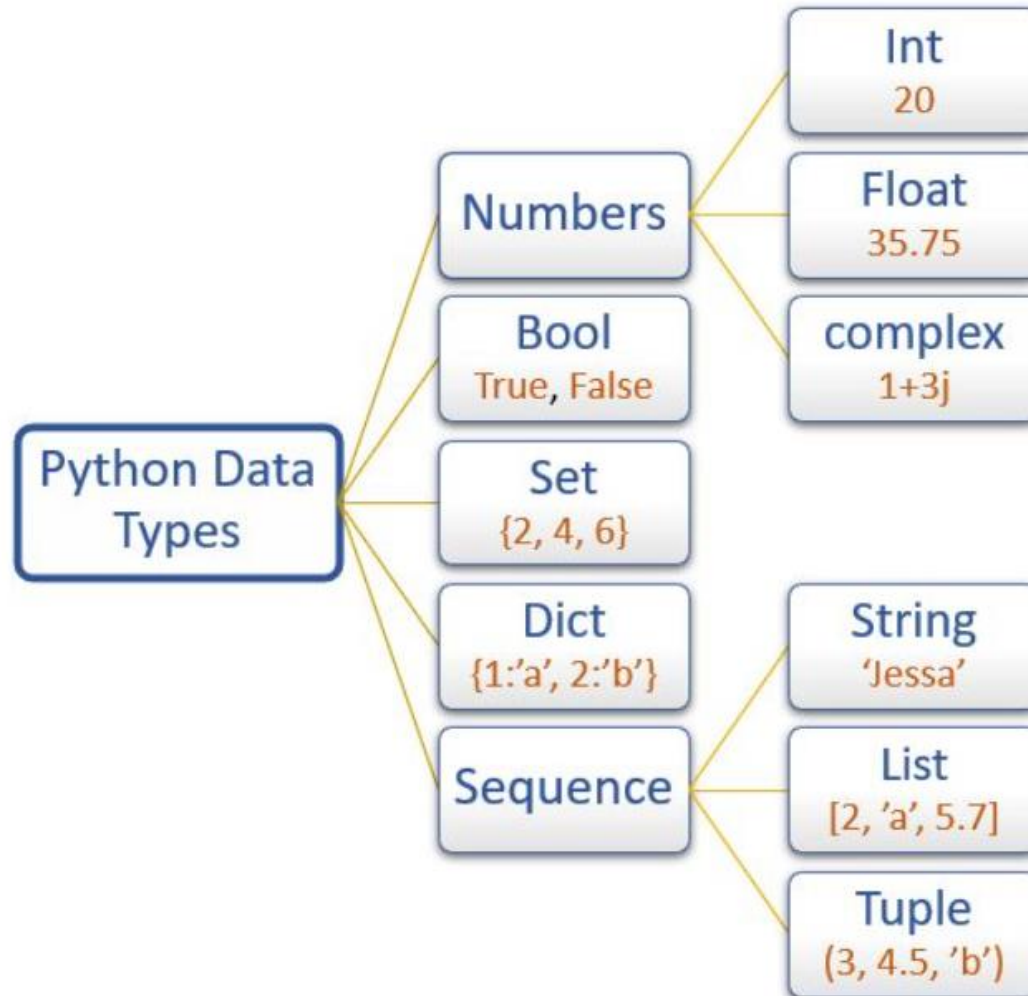 Python Data
Types
Numbers
Int
20
Float
35.75
complex
1+3j
Bool
True, False
Set
{2, 4, 6}
Dict
{1:’a’, 2:’b’}
Sequence
String
‘Jessa’
List
[2, ’a’, 5.7]
Tuple
(3, 4.5, ’b’)